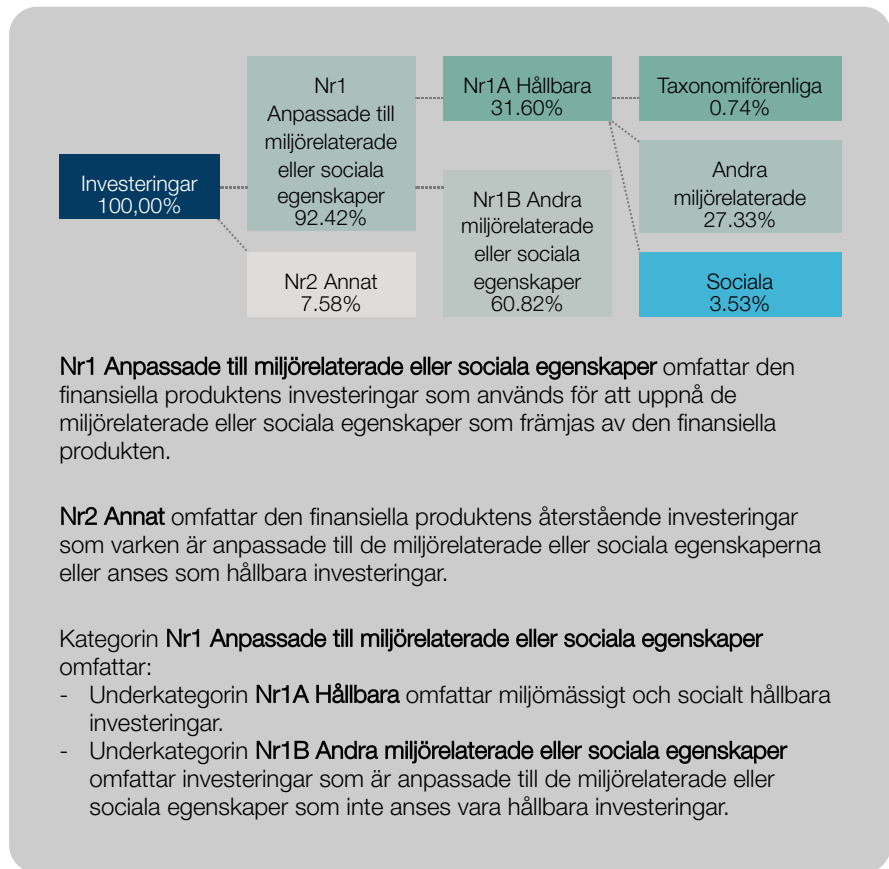 Investeringar
100,00%
Nr1
Anpassade till
miljörelaterade
eller sociala
egenskaper
92.42%
Nr2 Annat
7.58%
Nr1A Hållbara
31.60%
Nr1B Andra
miljörelaterade
eller sociala
egenskaper
60.82%
Taxonomiförenliga
0.74%
Andra
miljörelaterade
27.33%
Sociala
3.53%
Nr1 Anpassade till miljörelaterade eller sociala egenskaper omfattar den
finansiella produktens investeringar som används för att uppnå de
miljörelaterade eller sociala egenskaper som främjas av den finansiella
produkten.
Nr2 Annat omfattar den finansiella produktens återstående investeringar
som varken är anpassade till de miljörelaterade eller sociala egenskaperna
eller anses som hållbara investeringar.
Kategorin Nr1 Anpassade till miljörelaterade eller sociala egenskaper
omfattar:
- Underkategorin Nr1A Hållbara omfattar miljömässigt och socialt hållbara
investeringar.
- Underkategorin Nr1B Andra miljörelaterade eller sociala egenskaper
omfattar investeringar som är anpassade till de miljörelaterade eller
sociala egenskaper som inte anses vara hållbara investeringar.